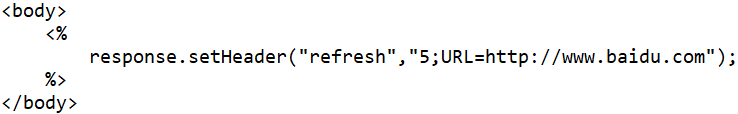 <body>
    <%
        response.setHeader("refresh","5;URL=http://www.baidu.com");
    %>
</body>